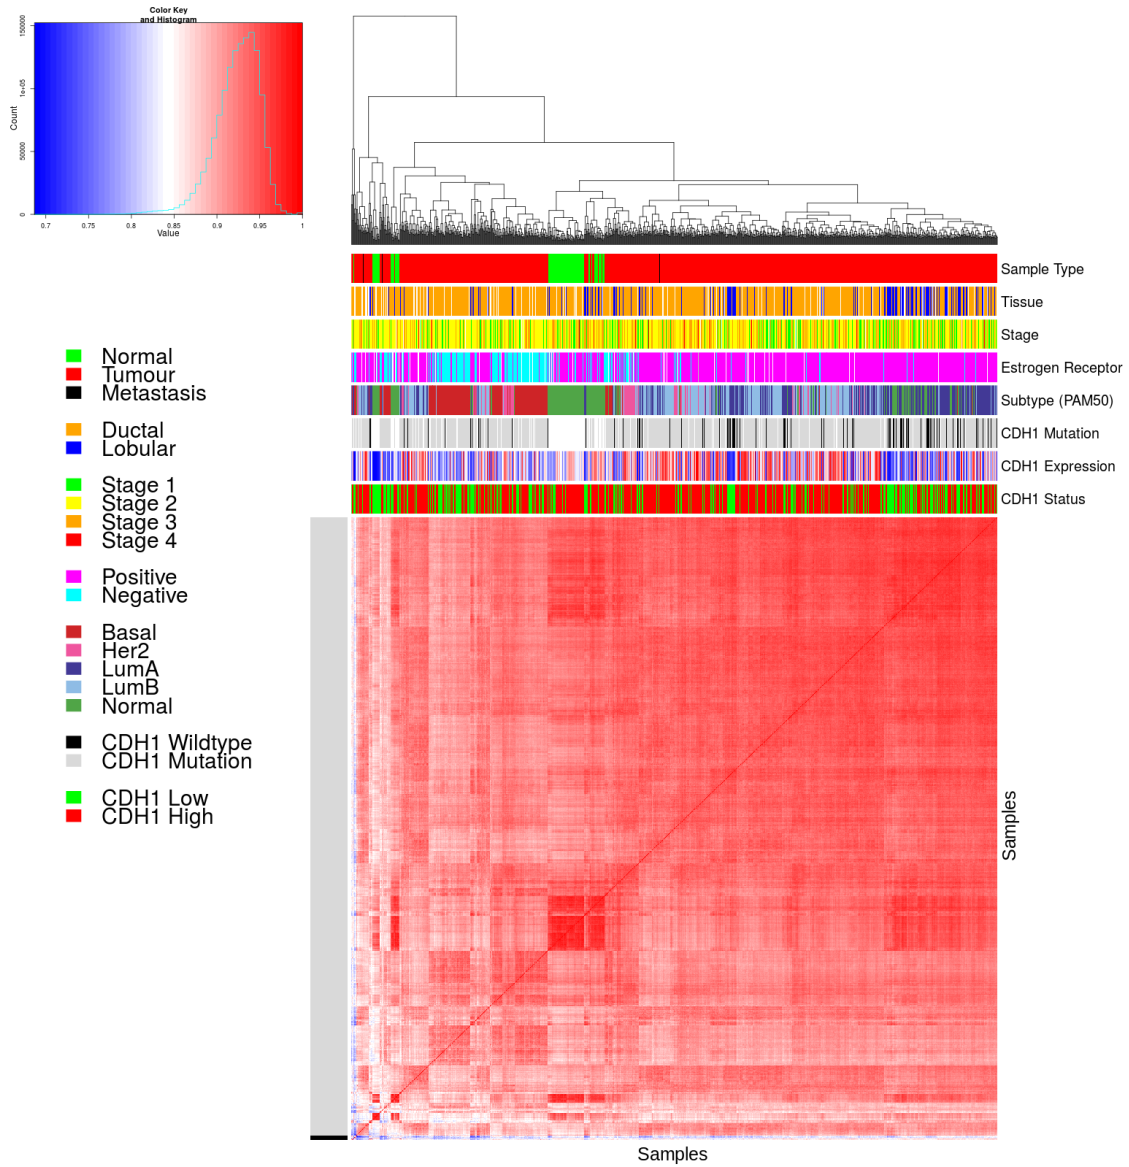 Color Key
and Histogram
Count
0
50000
1e+05
150000
0.7
0.75
0.8
0.85
0.9
0.95
1
Value
Sample Type
Tissue
Stage
Estrogen Receptor
Subtype (PAM50)
CDH1 Mutation
CDH1 Expression
CDH1 Status
Normal
Tumour
Metastasis
Ductal
Lobular
Stage 1
Stage 2
Stage 3
Stage 4
Positive
Negative
Basal
Her2
LumA
LumB
Normal
CDH1 Wildtype
CDH1 Mutation
CDH1 Low
CDH1 High
Samples
Samples